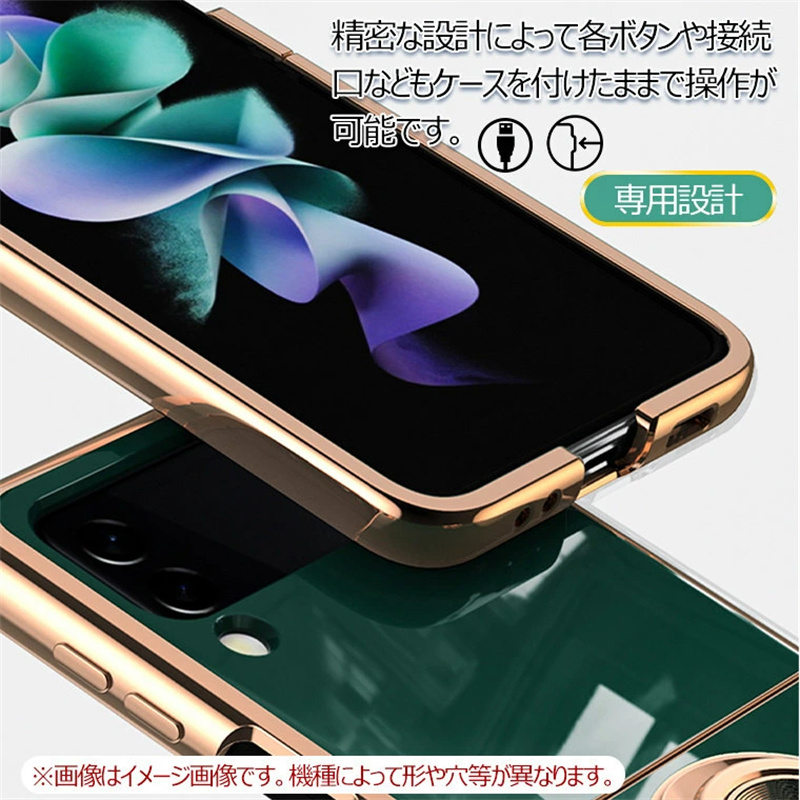 精密な設計によって各ボタンや接続
口などもケースを付けたままで操作が
可能です。
専用設計
※画像はイメージ画像です。機種によって形や穴等が異なります。